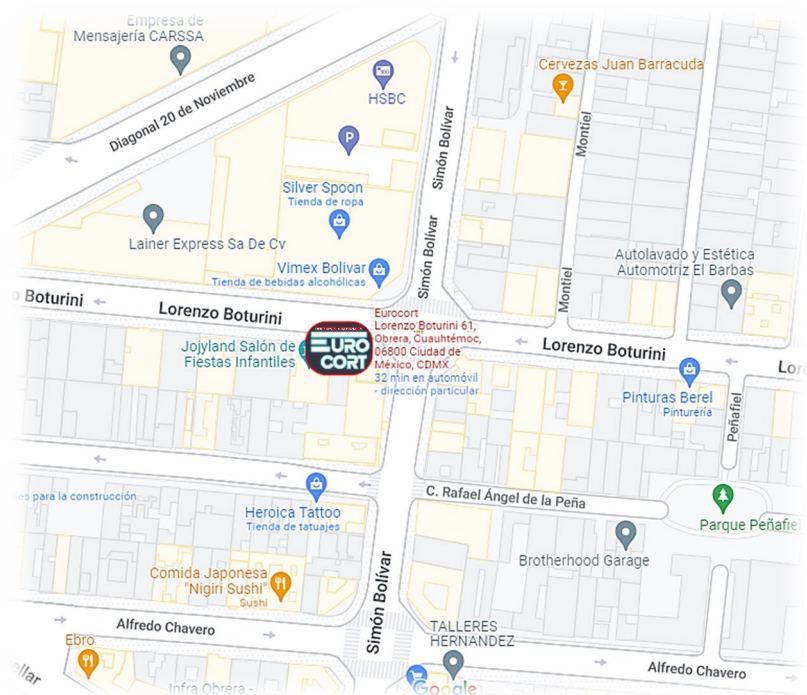 Empresa de
Mensajería CARSSA
Diagonal 20 de Noviembre
HSBC
Cervezas Juan Barracuda
Simón Bolívar
Montiel
P
Silver Spoon
Tienda de ropa
Lainer Express Sa De Cv
Simón Bolívar
Vimex Bolivar
Tienda de bebidas alcohólicas
Autolavado y Estética
Automotriz El Barbas
Montiel
o Boturini
Lorenzo Boturini
Eurocort
Lorenzo Boturini 61,
Obrera, Cuauhtémoc,
06800 Ciudad de
México, CDMX
32 min en automóvil
- dirección particular
EURO
CORT
Jojyland Salón de
Fiestas Infantiles
Lorenzo Boturini
Lor
Pinturas Berel
Pinturería
Peñafiel
es para la construcción
Heroica Tattoo
Tienda de tatuajes
C. Rafael Ángel de la Peña
Parque Peñafiel
Brotherhood Garage
Comida Japonesa
"Nigiri Sushi"
Sushi
Simón Bolívar
Alfredo Chavero
TALLERES
HERNANDEZ
Ebro
Alfredo Chavero
ellar
Infra Obrera -
Google